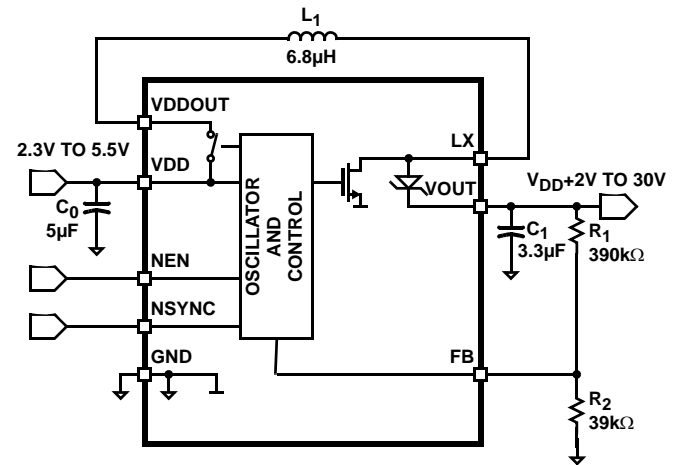 L1
6.8µH
VDDOUT
LX
2.3V TO 5.5V
VDD
VOUT
VDD+2V TO 30V
C0
5µF
OSCILLATOR
AND
CONTROL
C1
3.3µF
R1
390kΩ
NEN
NSYNC
GND
FB
R2
39kΩ